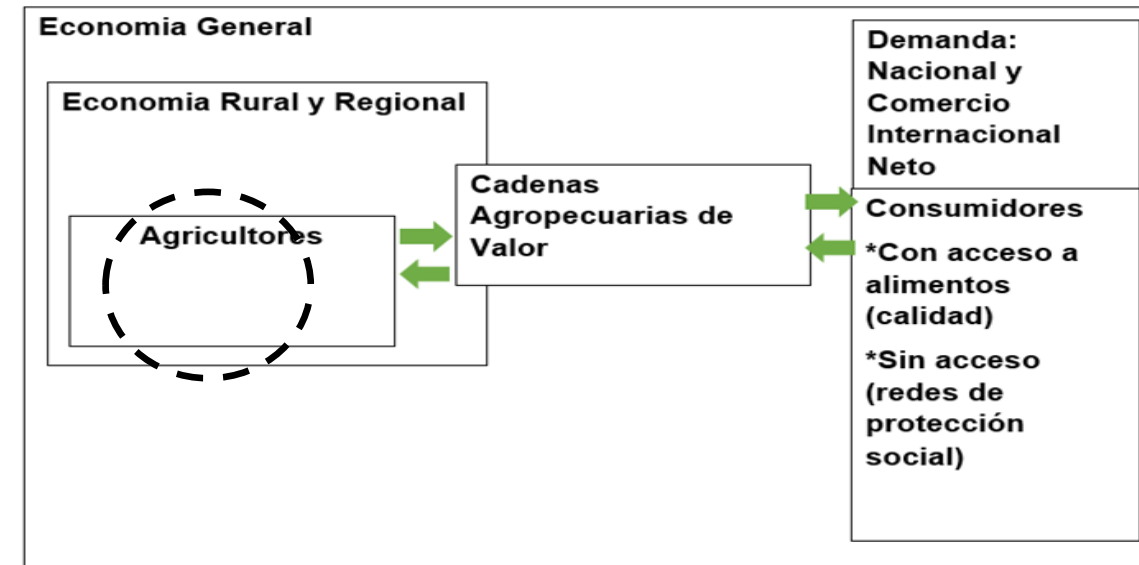 Economia General
Economia Rural y Regional
Agricultores
Cadenas
Agropecuarias de
Valor
Demanda:
Nacional y
Comercio
Internacional
Neto
Consumidores
*Con acceso a
alimentos
(calidad)
*Sin acceso
(redes de
protección
social)